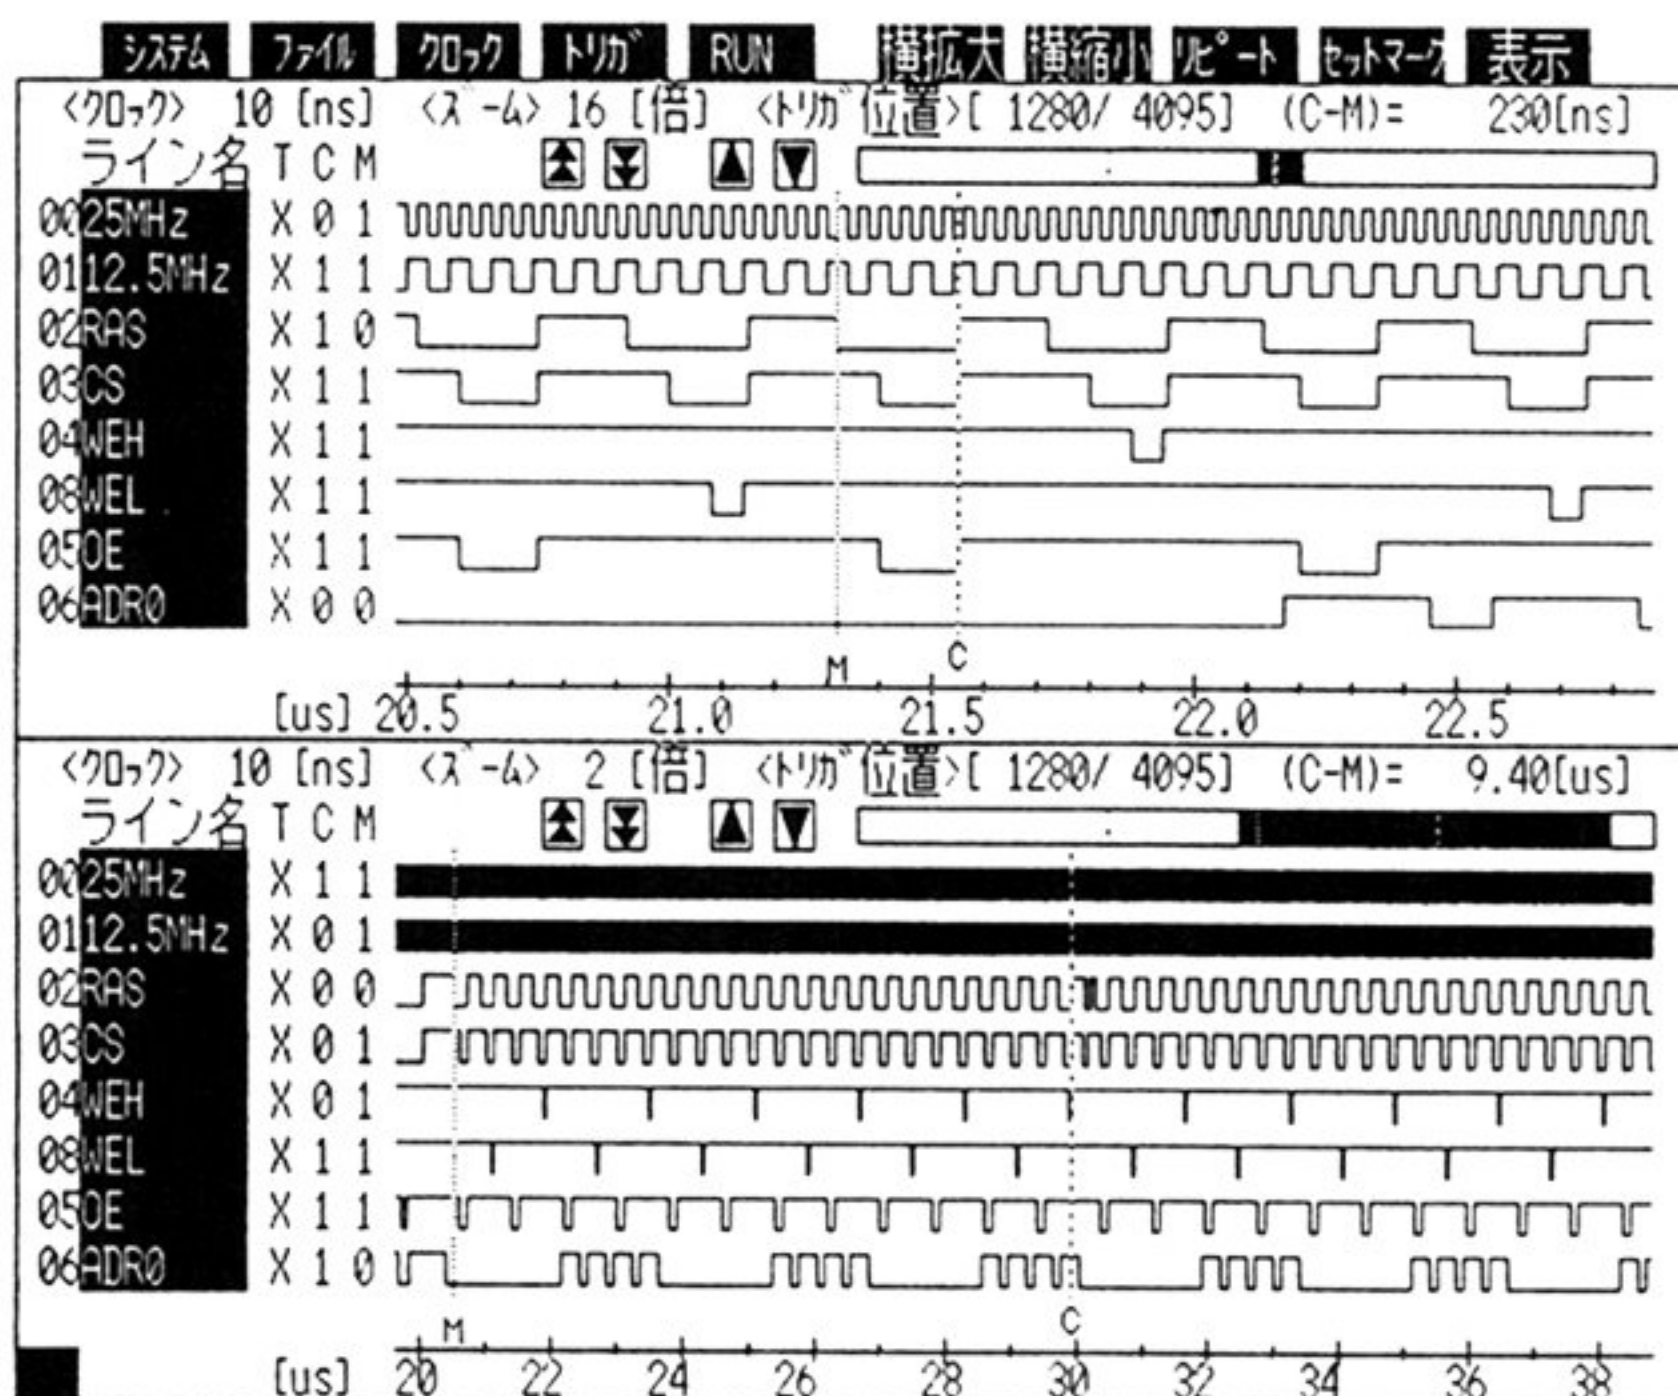 システム ファイル クロック トリガ RUN 横拡大 横縮小 リピート セットマーク 表示
<クロック> 10 [ns] <ズーム> 16 [倍] <トリガ位置>[ 1280/ 4095] (C-M)= 230[ns]
ライン名 T C M
00 25MHz X 0 1
01 12.5MHz X 1 1
02 RAS X 1 0
03 CS X 1 1
04 WEH X 1 1
08 WEL X 1 1
05 OE X 1 1
06 ADR0 X 0 0
M C
[us] 20.5 21.0 21.5 22.0 22.5
<クロック> 10 [ns] <ズーム> 2 [倍] <トリガ位置>[ 1280/ 4095] (C-M)= 9.40[us]
ライン名 T C M
00 25MHz X 1 1
01 12.5MHz X 0 1
02 RAS X 0 0
03 CS X 0 1
04 WEH X 0 1
08 WEL X 1 1
05 OE X 1 1
06 ADR0 X 1 0
M C
[us] 20 22 24 26 28 30 32 34 36 38